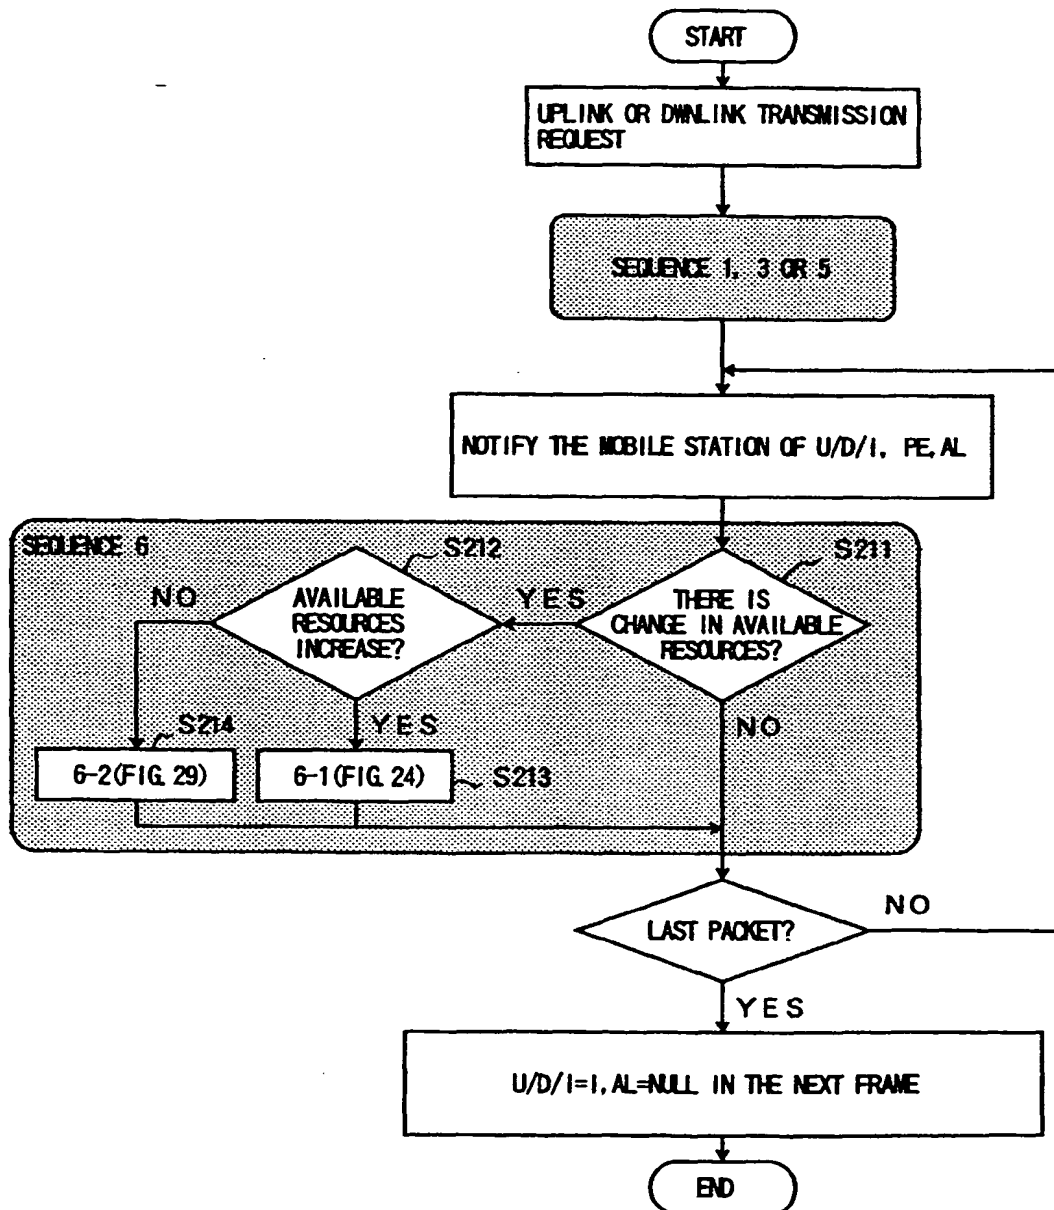 START
UPLINK OR DWNLINK TRANSMISSION
REQUEST
SEQUENCE 1, 3 OR 5
NOTIFY THE MOBILE STATION OF U/D/I, PE, AL
SEQUENCE 6
S212
S211
NO
AVAILABLE
RESOURCES
INCREASE?
YES
THERE IS
CHANGE IN AVAILABLE
RESOURCES?
S214
YES
NO
6-2(FIG. 29)
6-1(FIG. 24)
S213
LAST PACKET?
NO
YES
U/D/I=I, AL=NULL IN THE NEXT FRAME
END